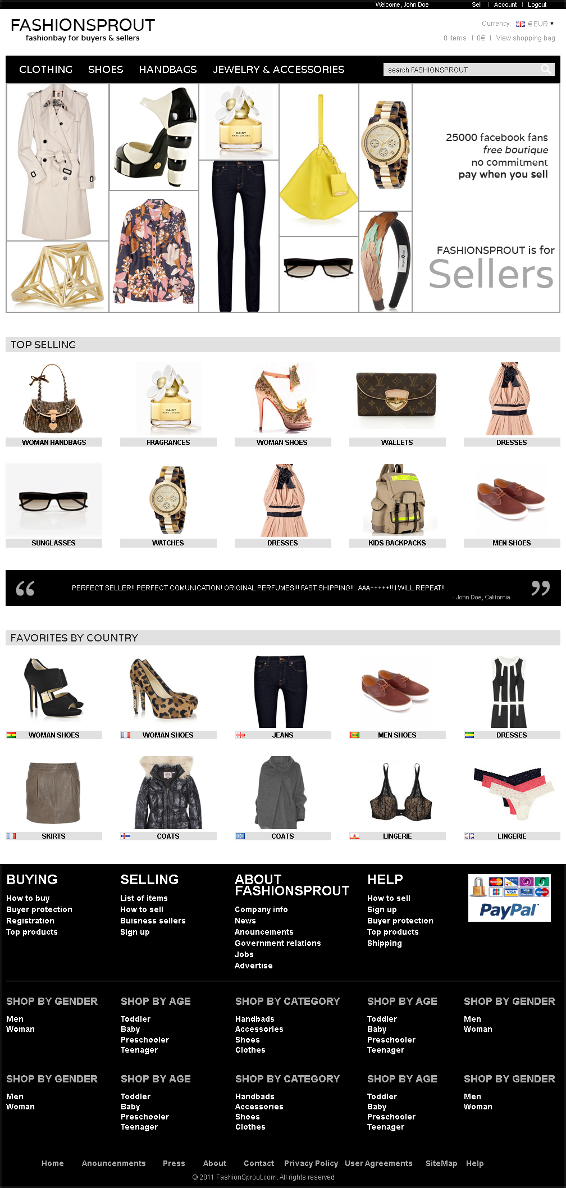 Welcome, John Doe Sell | Account | Logout
FASHIONSPROUT
fashionbay for buyers & sellers
Currency: € EUR
0 items | 0€ | View shopping bag
CLOTHING SHOES HANDBAGS JEWELRY & ACCESSORIES
search FASHIONSPROUT
25000 facebook fans
free boutique
no commitment
pay when you sell
FASHIONSPROUT is for
Sellers
TOP SELLING
WOMAN HANDBAGS FRAGRANCES WOMAN SHOES WALLETS DRESSES
SUNGLASSES WATCHES DRESSES KIDS BACKPACKS MEN SHOES
“ PERFECT SELLER!! PERFECT COMUNICATION! ORIGINAL PERFUMES!! FAST SHIPPING!! AAA+++++!! I WILL REPEAT!! ”
- John Doe, California
FAVORITES BY COUNTRY
WOMAN SHOES WOMAN SHOES JEANS MEN SHOES DRESSES
SKIRTS COATS COATS LINGERIE LINGERIE
BUYING
How to buy
Buyer protection
Registration
Top products
SELLING
List of items
How to sell
Buisness sellers
Sign up
ABOUT
FASHIONSPROUT
Company info
News
Anouncements
Government relations
Jobs
Advertise
HELP
How to sell
Sign up
Buyer protection
Top products
Shipping
PayPal
SHOP BY GENDER
Men
Woman
SHOP BY AGE
Toddler
Baby
Preschooler
Teenager
SHOP BY CATEGORY
Handbads
Accessories
Shoes
Clothes
SHOP BY AGE
Toddler
Baby
Preschooler
Teenager
SHOP BY GENDER
Men
Woman
SHOP BY GENDER
Men
Woman
SHOP BY AGE
Toddler
Baby
Preschooler
Teenager
SHOP BY CATEGORY
Handbads
Accessories
Shoes
Clothes
SHOP BY AGE
Toddler
Baby
Preschooler
Teenager
SHOP BY GENDER
Men
Woman
Home Anouncenments Press About Contact Privacy Policy User Agreements SiteMap Help
© 2011 FashionSprout.com. All rights reserved